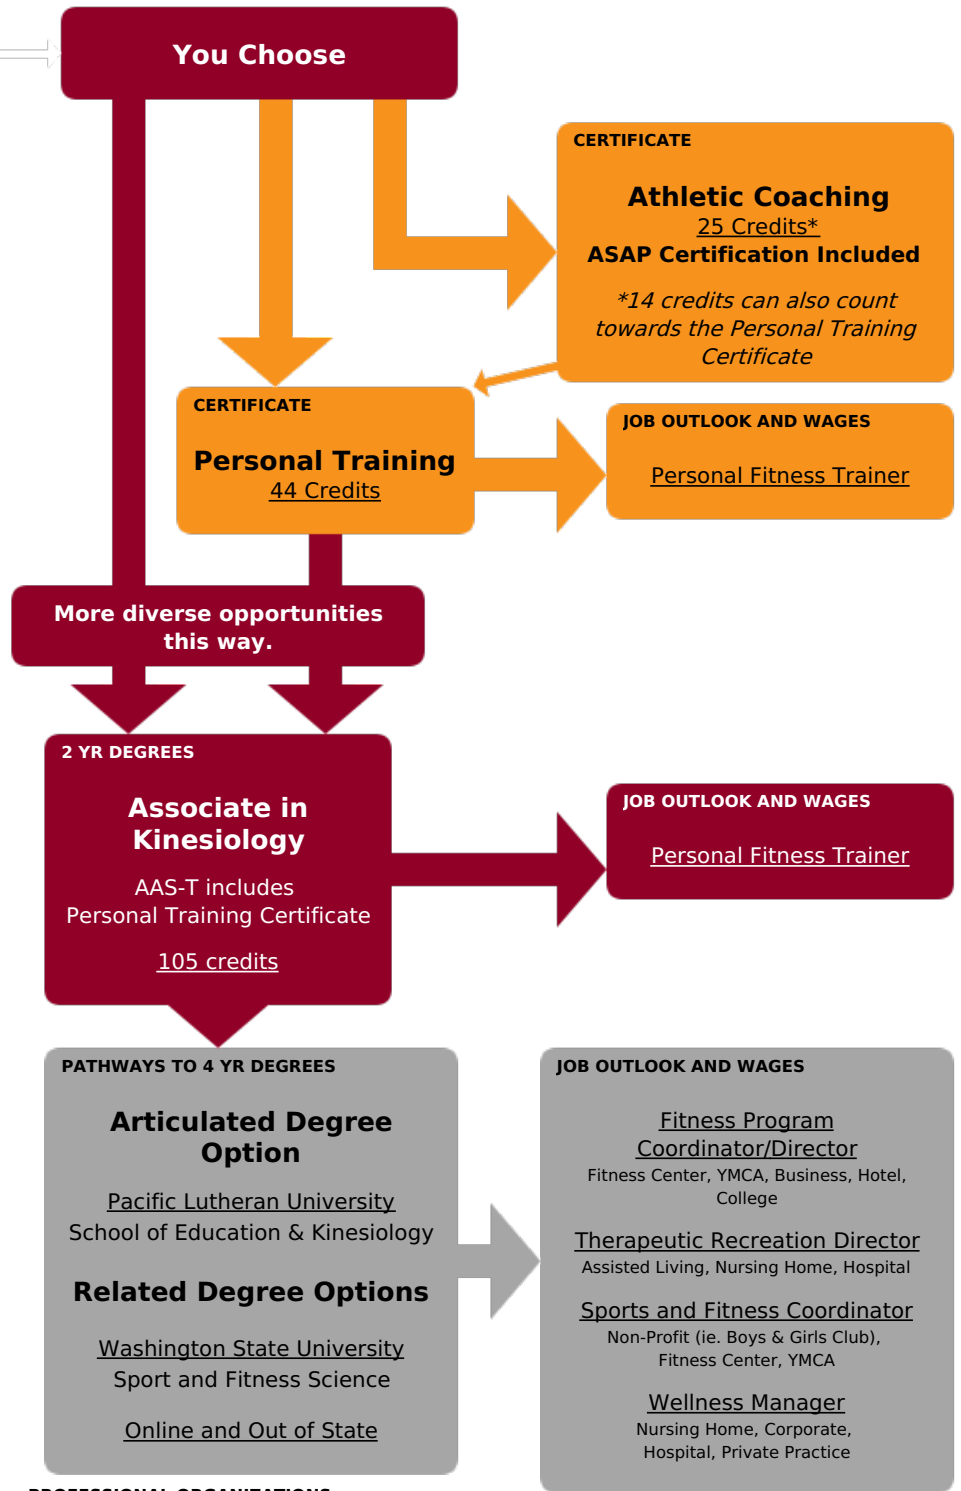 You Choose
CERTIFICATE
Athletic Coaching
25 Credits*
ASAP Certification Included
*14 credits can also count
towards the Personal Training
Certificate
CERTIFICATE
Personal Training
44 Credits
JOB OUTLOOK AND WAGES
Personal Fitness Trainer
More diverse opportunities
this way.
2 YR DEGREES
Associate in
Kinesiology
AAS-T includes
Personal Training Certificate
105 credits
JOB OUTLOOK AND WAGES
Personal Fitness Trainer
PATHWAYS TO 4 YR DEGREES
Articulated Degree
Option
Pacific Lutheran University
School of Education & Kinesiology
Related Degree Options
Washington State University
Sport and Fitness Science
Online and Out of State
JOB OUTLOOK AND WAGES
Fitness Program
Coordinator/Director
Fitness Center, YMCA, Business, Hotel,
College
Therapeutic Recreation Director
Assisted Living, Nursing Home, Hospital
Sports and Fitness Coordinator
Non-Profit (ie. Boys & Girls Club),
Fitness Center, YMCA
Wellness Manager
Nursing Home, Corporate,
Hospital, Private Practice
PROFESSIONAL ORGANIZATIONS